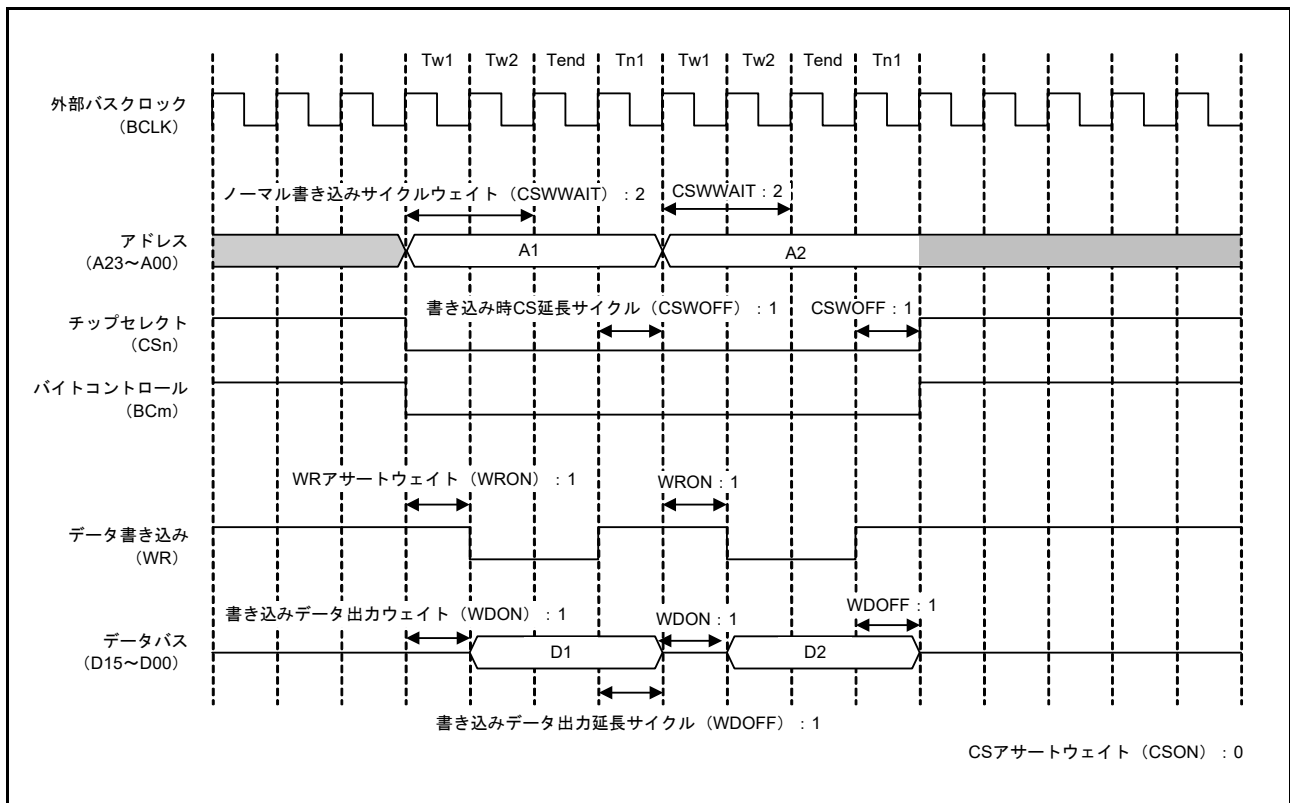 Tw1 Tw2 Tend Tn1 Tw1 Tw2 Tend Tn1
外部バスクロック
（BCLK）
ノーマル書き込みサイクルウェイト（CSWWAIT）：2
CSWWAIT：2
アドレス
（A23～A00）
A1
A2
書き込み時CS延長サイクル（CSWOFF）：1
CSWOFF：1
チップセレクト
（CSn）
バイトコントロール
（BCm）
WRアサートウェイト（WRON）：1
WRON：1
データ書き込み
（WR）
書き込みデータ出力ウェイト（WDON）：1
WDON：1
WDOFF：1
データバス
（D15～D00）
D1
D2
書き込みデータ出力延長サイクル（WDOFF）：1
CSアサートウェイト（CSON）：0